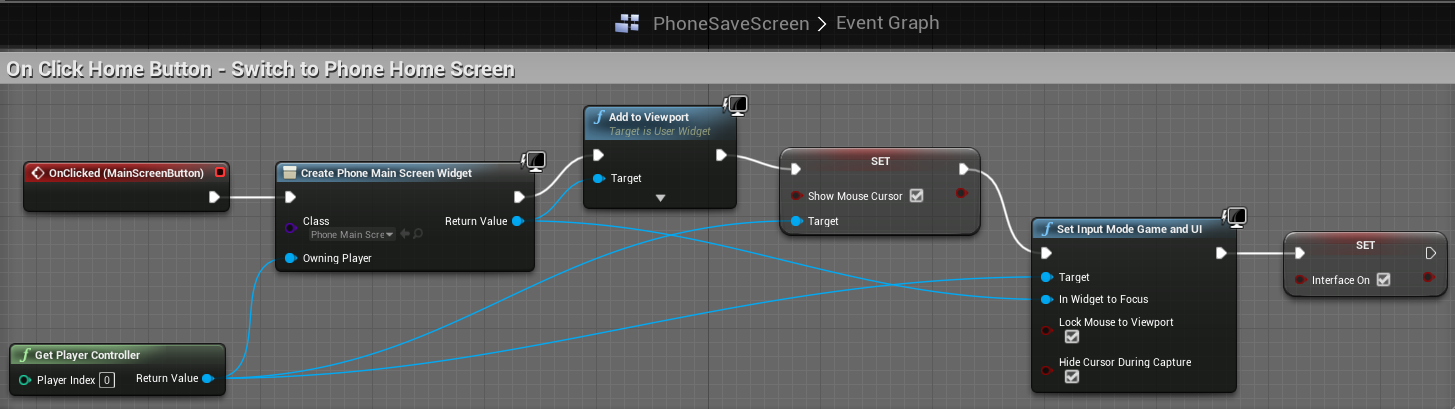 PhoneSaveScreen > Event Graph
On Click Home Button - Switch to Phone Home Screen
OnClicked (MainScreenButton)
Create Phone Main Screen Widget
Class
Phone Main Scre
Return Value
Owning Player
Add to Viewport
Target is User Widget
Target
SET
Show Mouse Cursor
Target
Set Input Mode Game and UI
Target
In Widget to Focus
Lock Mouse to Viewport
Hide Cursor During Capture
SET
Interface On
Get Player Controller
Player Index 0
Return Value